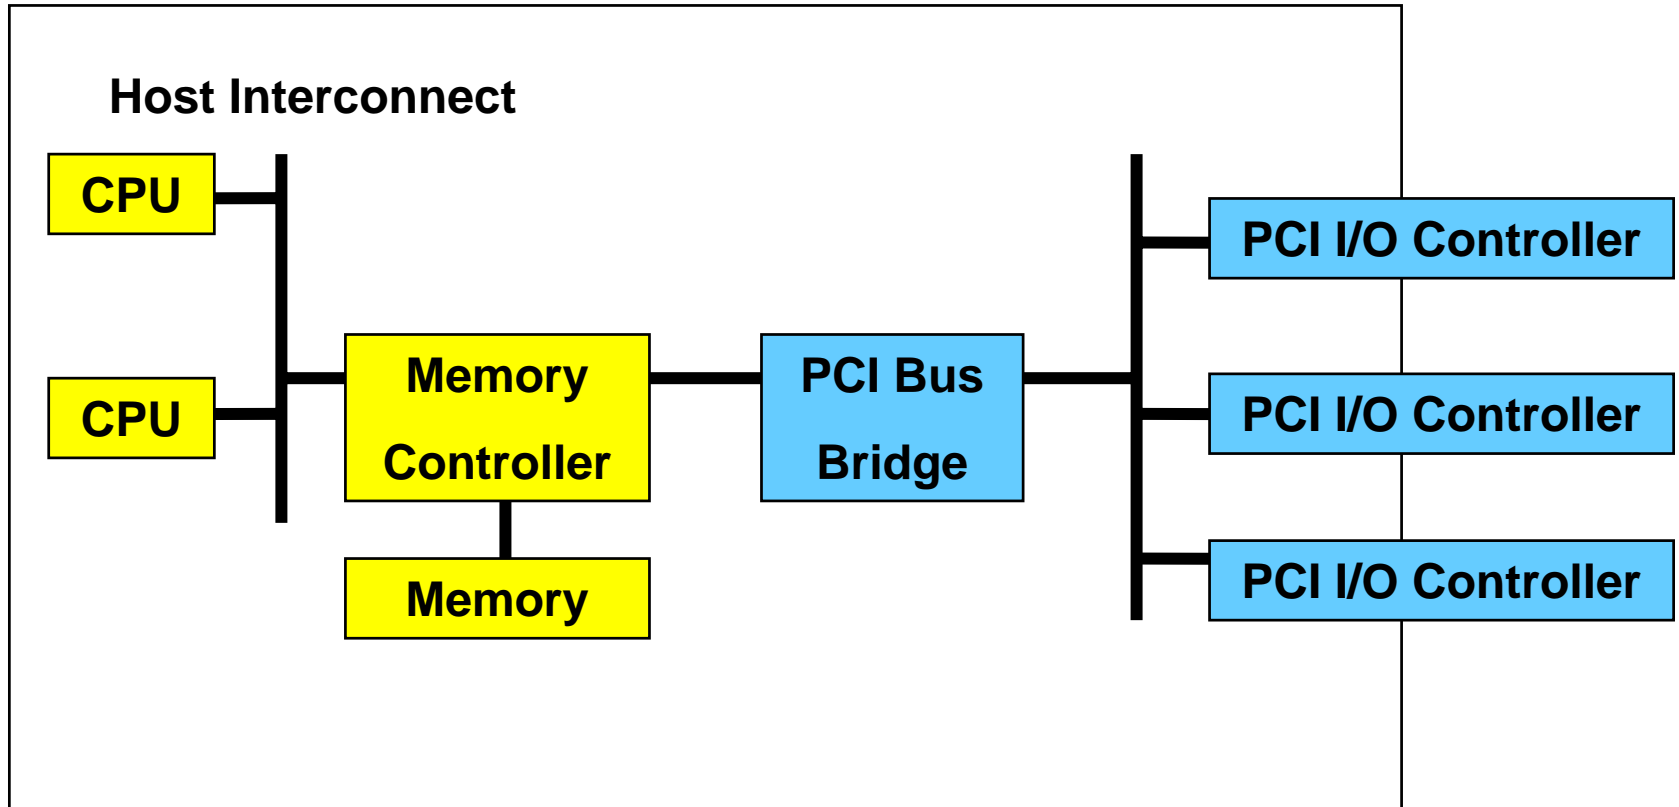 Host Interconnect
CPU
CPU
Memory
Controller
Memory
PCI Bus
Bridge
PCI I/O Controller
PCI I/O Controller
PCI I/O Controller